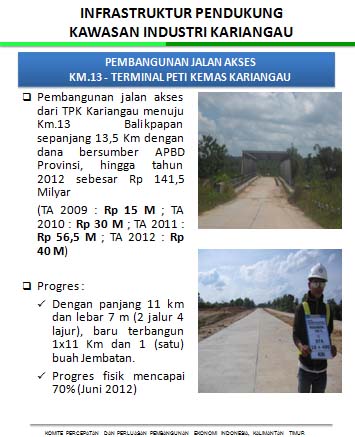 INFRASTRUKTUR PENDUKUNG
KAWASAN INDUSTRI KARIANGAU
PEMBANGUNAN JALAN AKSES
KM.13 - TERMINAL PETI KEMAS KARIANGAU
Pembangunan jalan akses
dari TPK Kariangau menuju
Km.13 Balikpapan
sepanjang 13,5 Km dengan
dana bersumber APBD
Provinsi, hingga tahun
2012 sebesar Rp 141,5
Milyar
(TA 2009 : Rp 15 M ; TA
2010 : Rp 30 M ; TA 2011 :
Rp 56,5 M ; TA 2012 : Rp
40 M)
Progres :
Dengan panjang 11 km
dan lebar 7 m (2 jalur 4
lajur), baru terbangun
1x11 Km dan 1 (satu)
buah Jembatan.
Progres fisik mencapai
70% (Juni 2012)
KOMITE PERCEPATAN DAN PERLUASAN PEMBANGUNAN EKONOMI INDONESIA, KALIMANTAN TIMUR.